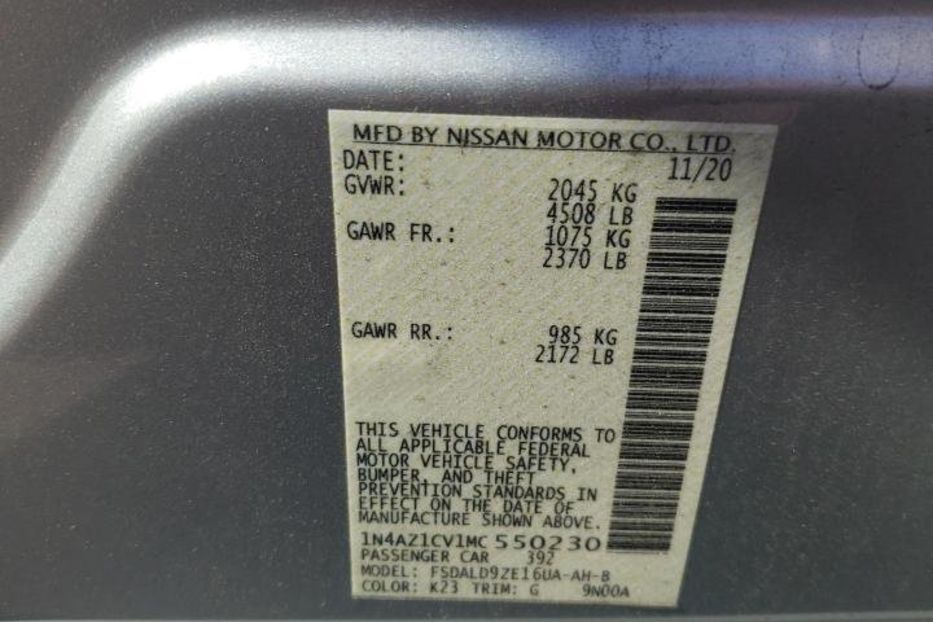 MFD BY NISSAN MOTOR CO., LTD.
DATE: 11/20
GVWR: 2045 KG
4508 LB
GAWR FR.: 1075 KG
2370 LB
GAWR RR.: 985 KG
2172 LB
THIS VEHICLE CONFORMS TO
ALL APPLICABLE FEDERAL
MOTOR VEHICLE SAFETY,
BUMPER, AND THEFT
PREVENTION STANDARDS IN
EFFECT ON THE DATE OF
MANUFACTURE SHOWN ABOVE.
1N4AZ1CV1MC 550230
PASSENGER CAR 392
MODEL: FSDALD9ZE16UA-AH-B
COLOR: K23 TRIM: G 9N00A